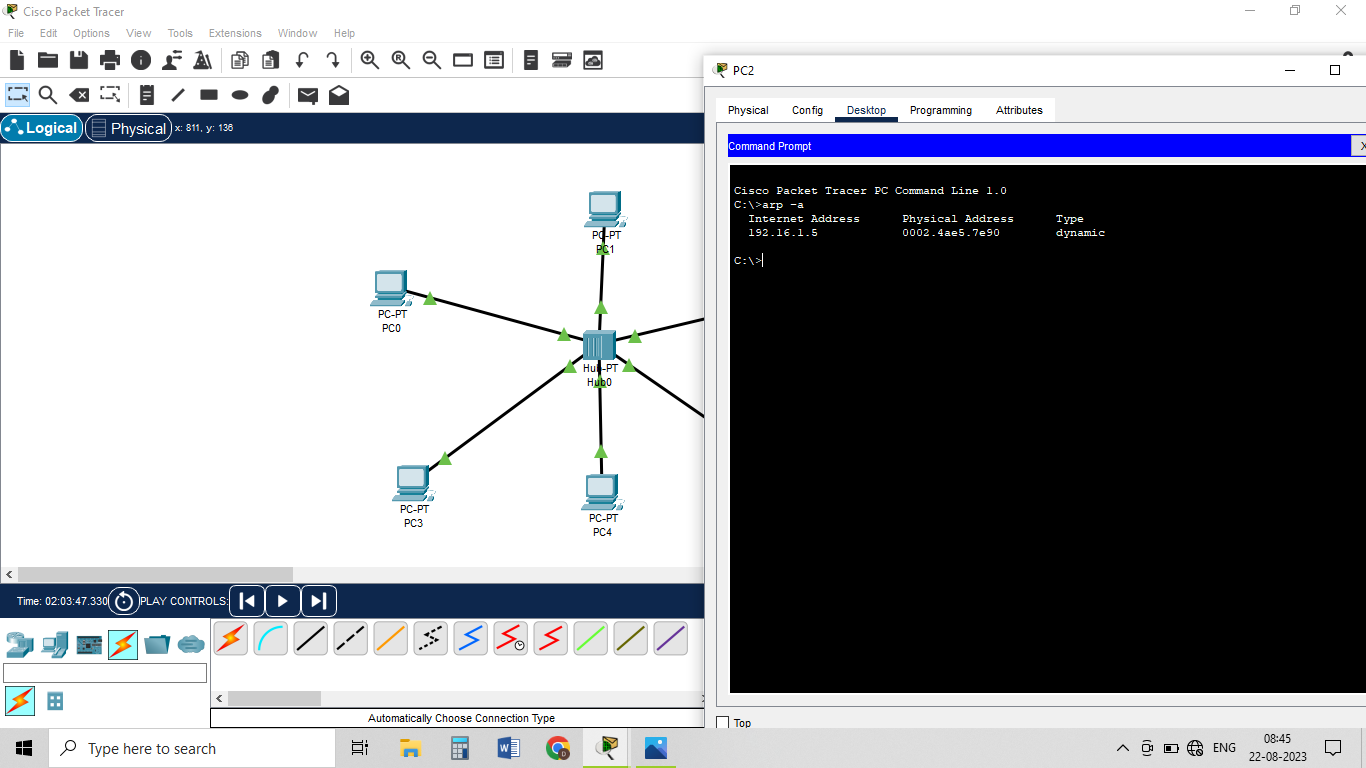 Cisco Packet Tracer
File Edit Options View Tools Extensions Window Help
Logical Physical x: 811, y: 136
PC-PT
PC1
PC-PT
PC0
Hub-PT
Hub0
PC-PT
PC3
PC-PT
PC4
Time: 02:03:47.330 PLAY CONTROLS:
Automatically Choose Connection Type
PC2
Physical Config Desktop Programming Attributes
Command Prompt X
Cisco Packet Tracer PC Command Line 1.0
C:\>arp -a
Internet Address Physical Address Type
192.16.1.5 0002.4ae5.7e90 dynamic
C:\>
Top
Type here to search
ENG
08:45
22-08-2023